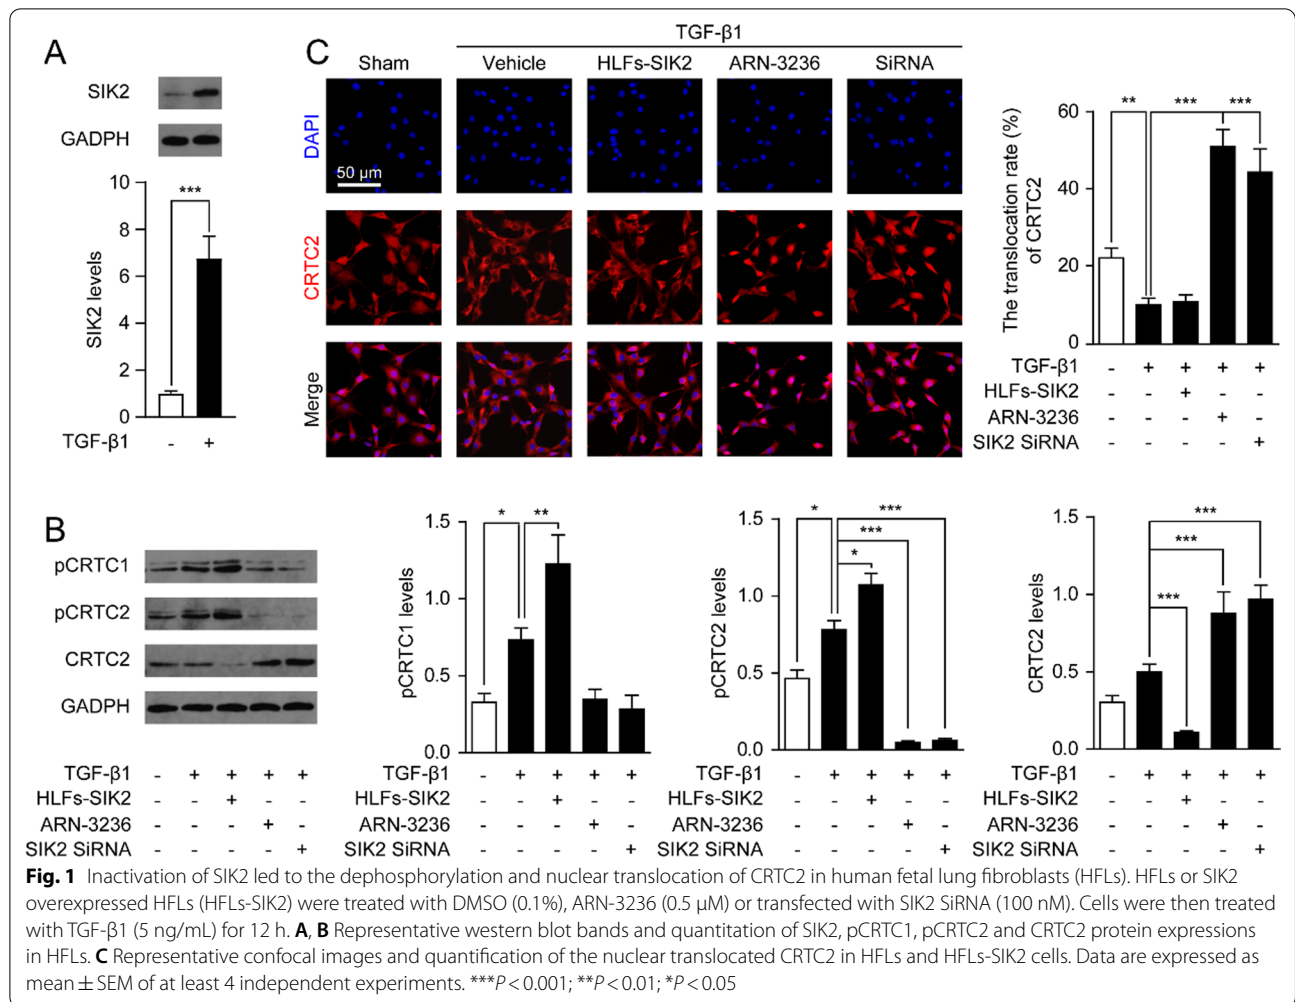 A
SIK2
GADPH
10
8
6
4
2
0
SIK2 levels
***
TGF-β1
- +
C
TGF-β1
Sham Vehicle HLFs-SIK2 ARN-3236 SiRNA
DAPI
50 μm
CRTC2
Merge
60
40
20
0
The translocation rate (%)
of CRTC2
** *** ***
TGF-β1 - + + + +
HLFs-SIK2 - - + - -
ARN-3236 - - - + -
SIK2 SiRNA - - - - +
B
pCRTC1
pCRTC2
CRTC2
GADPH
TGF-β1 - + + + +
HLFs-SIK2 - - + - -
ARN-3236 - - - + -
SIK2 SiRNA - - - - +
1.5
1.0
0.5
0.0
pCRTC1 levels
* **
TGF-β1 - + + + +
HLFs-SIK2 - - + - -
ARN-3236 - - - + -
SIK2 SiRNA - - - - +
1.5
1.0
0.5
0.0
pCRTC2 levels
* ***
***
*
TGF-β1 - + + + +
HLFs-SIK2 - - + - -
ARN-3236 - - - + -
SIK2 SiRNA - - - - +
1.5
1.0
0.5
0.0
CRTC2 levels
***
***
***
TGF-β1 - + + + +
HLFs-SIK2 - - + - -
ARN-3236 - - - + -
SIK2 SiRNA - - - - +
Fig. 1 Inactivation of SIK2 led to the dephosphorylation and nuclear translocation of CRTC2 in human fetal lung fibroblasts (HFLs). HFLs or SIK2
overexpressed HFLs (HFLs-SIK2) were treated with DMSO (0.1%), ARN-3236 (0.5 μM) or transfected with SIK2 SiRNA (100 nM). Cells were then treated
with TGF-β1 (5 ng/mL) for 12 h. A, B Representative western blot bands and quantitation of SIK2, pCRTC1, pCRTC2 and CRTC2 protein expressions
in HFLs. C Representative confocal images and quantification of the nuclear translocated CRTC2 in HFLs and HFLs-SIK2 cells. Data are expressed as
mean ± SEM of at least 4 independent experiments. ***P < 0.001; **P < 0.01; *P < 0.05